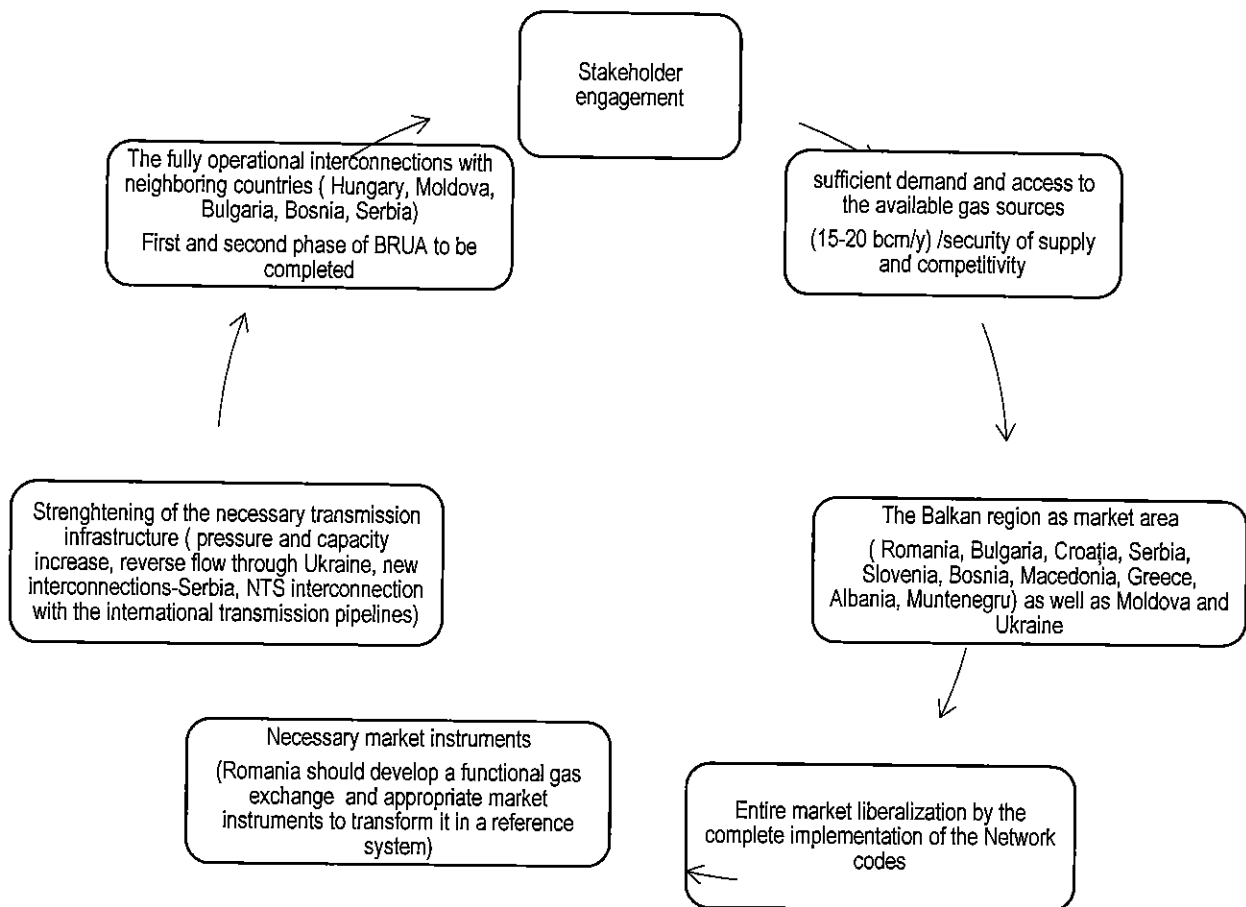 Stakeholder
engagement
The fully operational interconnections with
neighboring countries ( Hungary, Moldova,
Bulgaria, Bosnia, Serbia)
First and second phase of BRUA to be
completed
sufficient demand and access to
the available gas sources
(15-20 bcm/y) /security of supply
and competitivity
Strenghtening of the necessary transmission
infrastructure ( pressure and capacity
increase, reverse flow through Ukraine, new
interconnections-Serbia, NTS interconnection
with the international transmission pipelines)
The Balkan region as market area
( Romania, Bulgaria, Croaţia, Serbia,
Slovenia, Bosnia, Macedonia, Greece,
Albania, Muntenegru) as well as Moldova and
Ukraine
Necessary market instruments
(Romania should develop a functional gas
exchange and appropriate market
instruments to transform it in a reference
system)
Entire market liberalization by the
complete implementation of the Network
codes